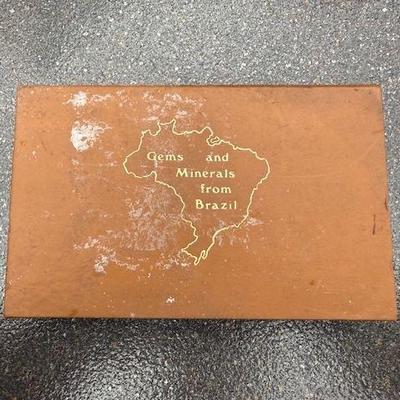 Gems and
Minerals
from
Brazil